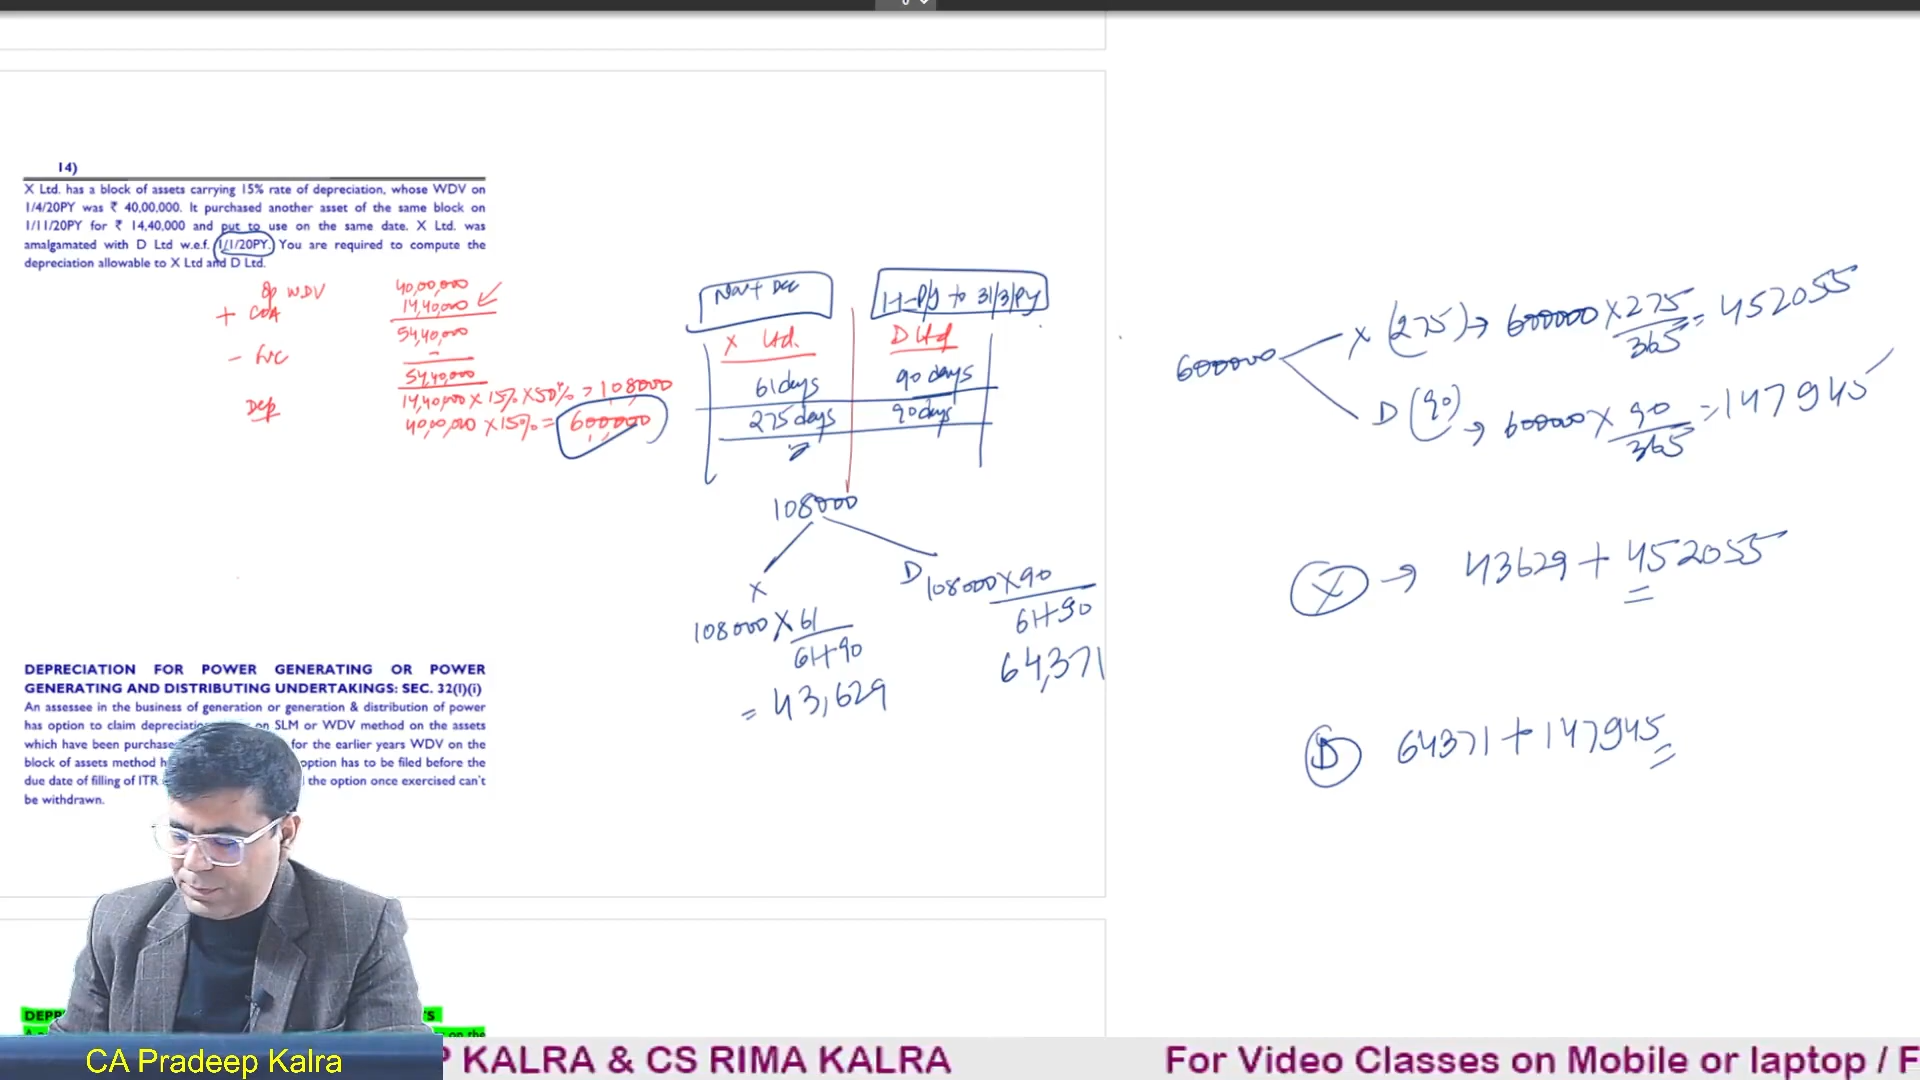 14)
X Ltd. has a block of assets carrying 15% rate of depreciation, whose WDV on
1/4/20PY was ₹ 40,00,000. It purchased another asset of the same block on
1/11/20PY for ₹ 14,40,000 and put to use on the same date. X Ltd. was
amalgamated with D Ltd w.e.f. 1/1/20PY. You are required to compute the
depreciation allowable to X Ltd and D Ltd.
Op WDV 40,00,000
+ COA 14,40,000
54,40,000
- SVC -
54,40,000
Dep 14,40,000 x 15% x 50% = 108000
40,00,000 x 15% = 600000
Nov + Dec
1-1-PY to 31/3/PY
X Ltd. D Ltd
61 days 90 days
275 days 90 days
108000
X
108000 x 61
61+90
= 43,629
D
108000 x 90
61+90
64,371
600000
X (275) → 600000 x 275 = 452055
365
D (90) → 600000 x 90 = 147945
365
X → 43629 + 452055
D 64371 + 147945
DEPRECIATION FOR POWER GENERATING OR POWER
GENERATING AND DISTRIBUTING UNDERTAKINGS: SEC. 32(1)(i)
An assessee in the business of generation or generation & distribution of power
has option to claim on SLM or WDV method on the assets
which have been for the earlier years WDV on the
block of assets method option has to be filed before the
due date of filling of ITR the option once exercised can't
be withdrawn.
on the
CA Pradeep Kalra
P KALRA & CS RIMA KALRA
For Video Classes on Mobile or laptop / F